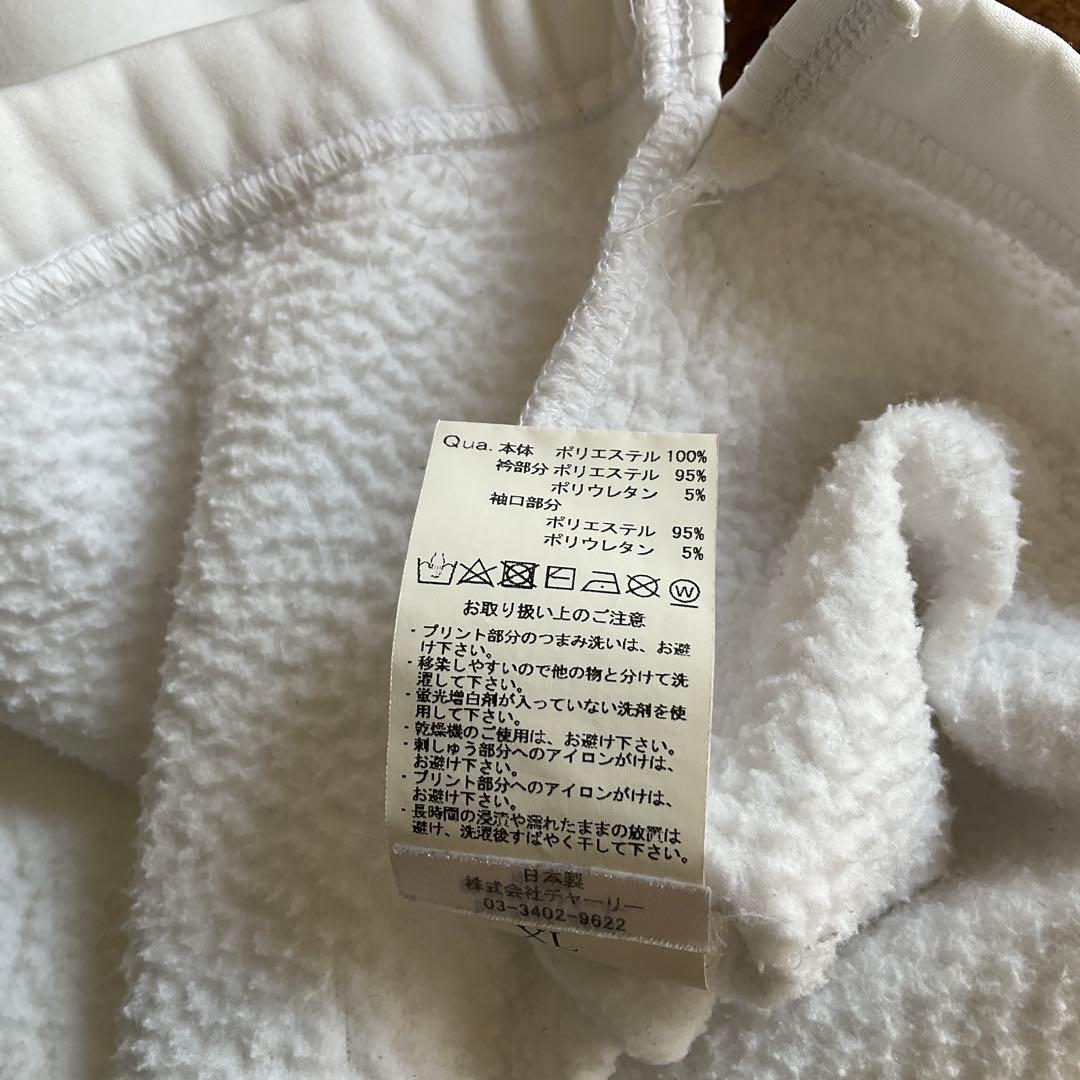 Qua. 本体 ポリエステル 100%
衿部分 ポリエステル 95%
ポリウレタン 5%
袖口部分
ポリエステル 95%
ポリウレタン 5%
W
お取り扱い上のご注意
・プリント部分のつまみ洗いは、お避
け下さい。
・移染しやすいので他の物と分けて洗
濯して下さい。
・蛍光増白剤が入っていない洗剤を使
用して下さい。
・乾燥機のご使用は、お避け下さい。
・刺しゅう部分へのアイロンがけは、
お避け下さい。
・プリント部分へのアイロンがけは、
お避け下さい。
・長時間の浸漬や濡れたままの放置は
避け、洗濯後すばやく干して下さい。
日本製
株式会社チャーリー
03-3402-9622
XL